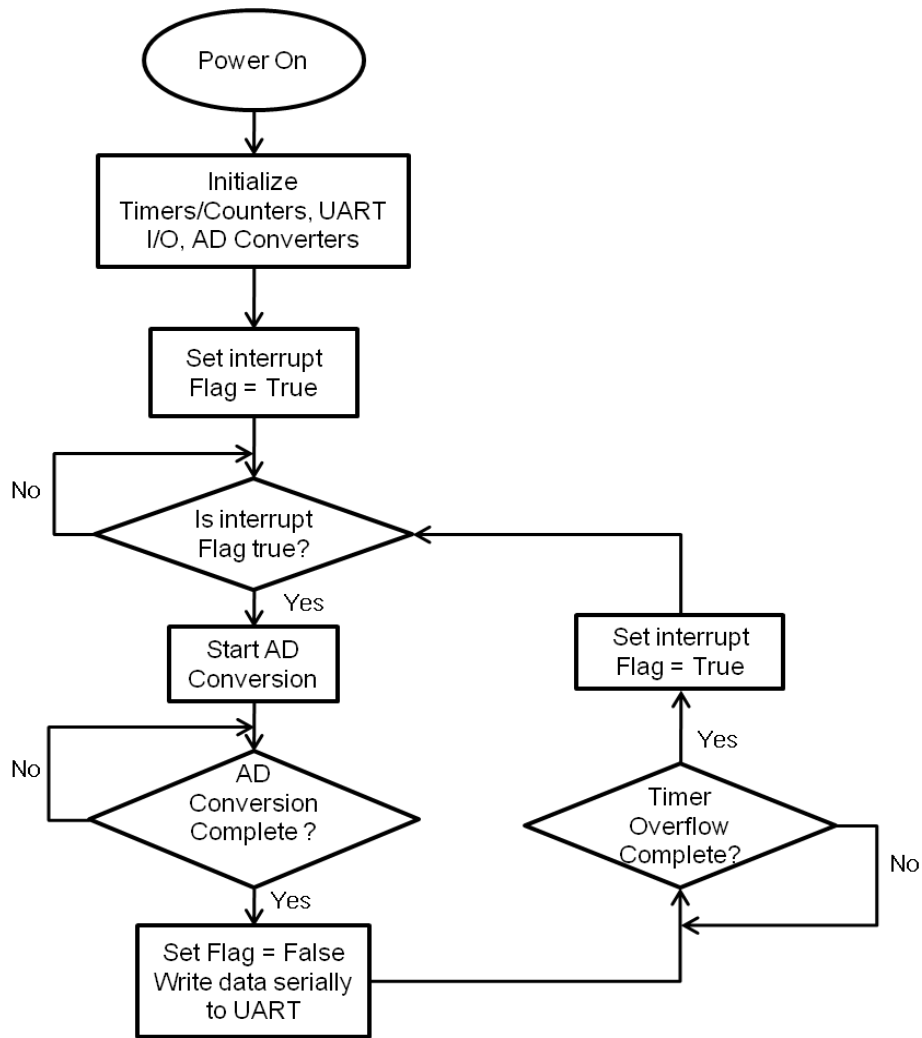 Power On
Initialize
Timers/Counters, UART
I/O, AD Converters
Set interrupt
Flag = True
No
Is interrupt
Flag true?
Yes
Start AD
Conversion
No
AD
Conversion
Complete ?
Yes
Set Flag = False
Write data serially
to UART
Timer
Overflow
Complete?
No
Yes
Set interrupt
Flag = True